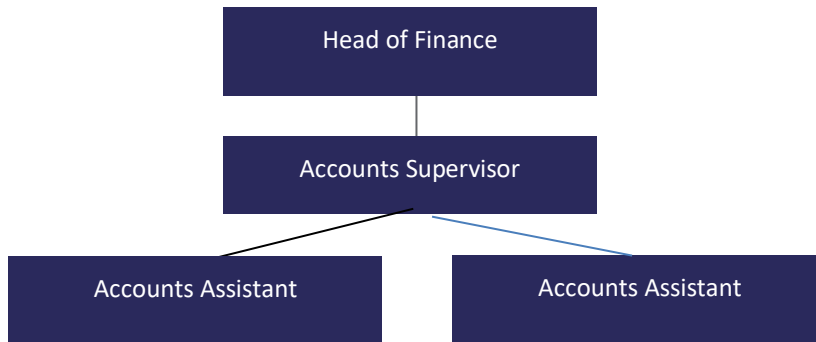 Head of Finance
Accounts Supervisor
Accounts Assistant
Accounts Assistant